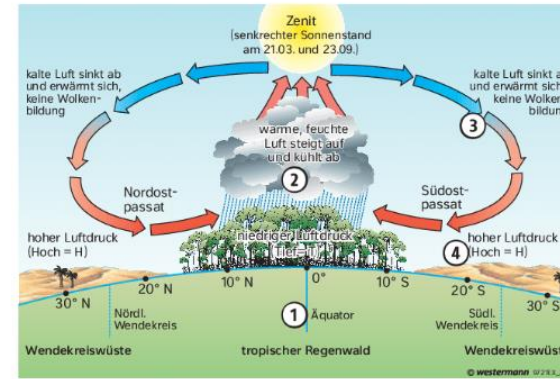 Zenit
(senkrechter Sonnenstand
am 21.03. und 23.09.)
kalte Luft sinkt ab
und erwärmt sich,
keine Wolken-
bildung
kalte Luft sinkt
und erwärmt sich
keine Wolken
3
warme, feuchte
Luft steigt auf
und kühlt ab
2
Nordost-
passat
Südost-
passat
hoher Luftdruck
(Hoch = H)
niedriger Luftdruck
4
hoher Luftdruck
(Hoch = H)
30° N
20° N
10° N
0°
10° S
20° S
30° S
Nördl.
Wendekreis
1
Äquator
Südl.
Wendekreis
Wendekreiswüste
tropischer Regenwald
© westermann